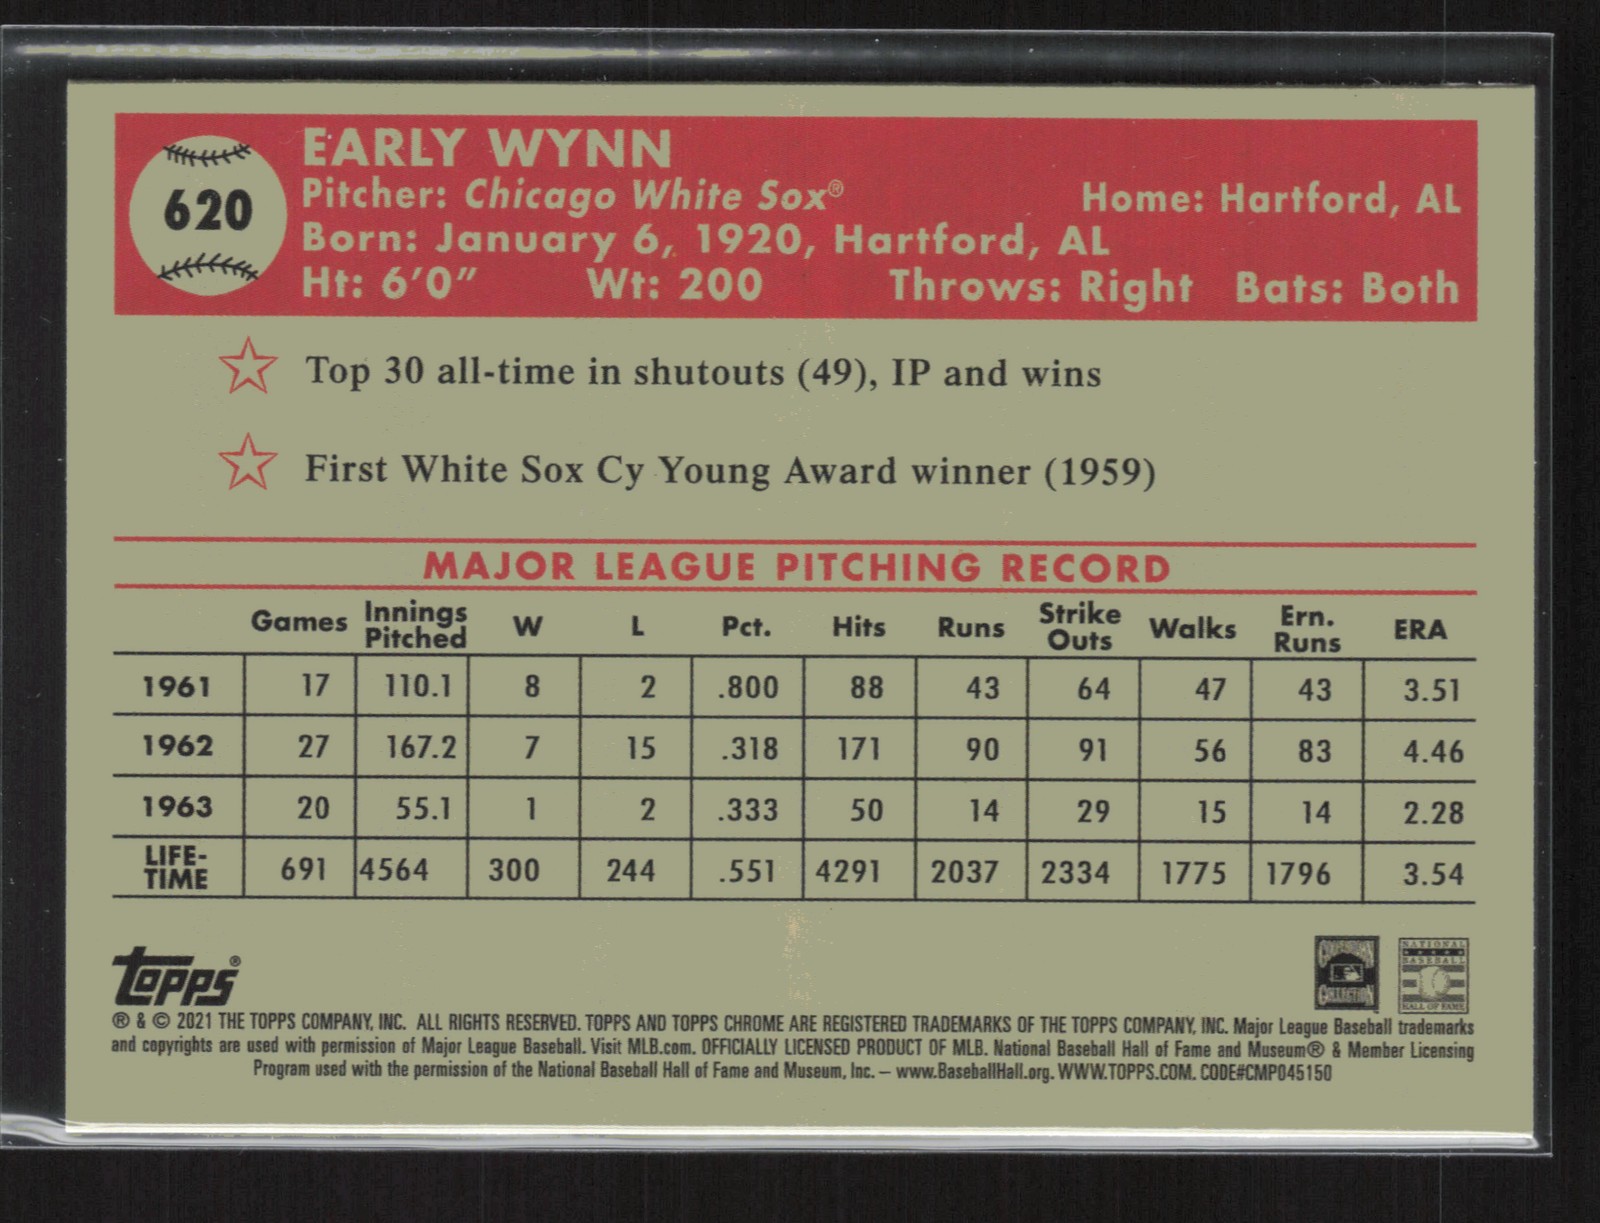 620
EARLY WYNN
Pitcher: Chicago White Sox® Home: Hartford, AL
Born: January 6, 1920, Hartford, AL
Ht: 6'0" Wt: 200 Throws: Right Bats: Both
Top 30 all-time in shutouts (49), IP and wins
First White Sox Cy Young Award winner (1959)
MAJOR LEAGUE PITCHING RECORD
Games Innings Pitched W L Pct. Hits Runs Strike Outs Walks Ern. Runs ERA
1961 17 110.1 8 2 .800 88 43 64 47 43 3.51
1962 27 167.2 7 15 .318 171 90 91 56 83 4.46
1963 20 55.1 1 2 .333 50 14 29 15 14 2.28
LIFE-TIME 691 4564 300 244 .551 4291 2037 2334 1775 1796 3.54
Topps®
COOPERSTOWN COLLECTION
NATIONAL BASEBALL HALL OF FAME
® & © 2021 THE TOPPS COMPANY, INC. ALL RIGHTS RESERVED. TOPPS AND TOPPS CHROME ARE REGISTERED TRADEMARKS OF THE TOPPS COMPANY, INC. Major League Baseball trademarks
and copyrights are used with permission of Major League Baseball. Visit MLB.com. OFFICIALLY LICENSED PRODUCT OF MLB. National Baseball Hall of Fame and Museum® & Member Licensing
Program used with the permission of the National Baseball Hall of Fame and Museum, Inc. – www.BaseballHall.org. WWW.TOPPS.COM. CODE#CMP045150